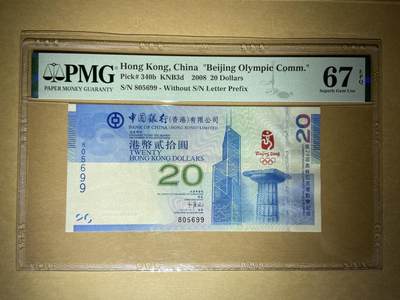 PMG
PAPER MONEY GUARANTY
Hong Kong, China "Beijing Olympic Comm."
Pick# 340b KNB3d 2008 20 Dollars
S/N 805699 - Without S/N Letter Prefix
67 EPQ
Superb Gem Unc
中國銀行(香港)有限公司
BANK OF CHINA (HONG KONG) LIMITED
港幣貳拾圓
TWENTY
HONG KONG DOLLARS
20
805699
20
Beijing 2008
805699